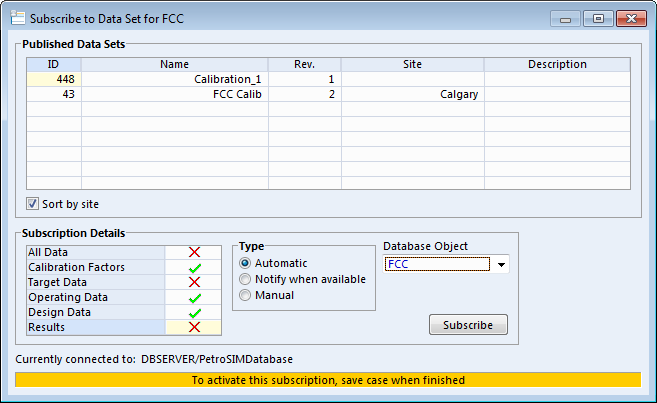 Subscribe to Data Set for FCC
Published Data Sets
ID Name Rev. Site Description
448 Calibration_1 1
43 FCC Calib 2 Calgary
Sort by site
Subscription Details
All Data
Calibration Factors
Target Data
Operating Data
Design Data
Results
Type
Automatic
Notify when available
Manual
Database Object
FCC
Subscribe
Currently connected to: DBSERVER/PetroSIMDatabase
To activate this subscription, save case when finished